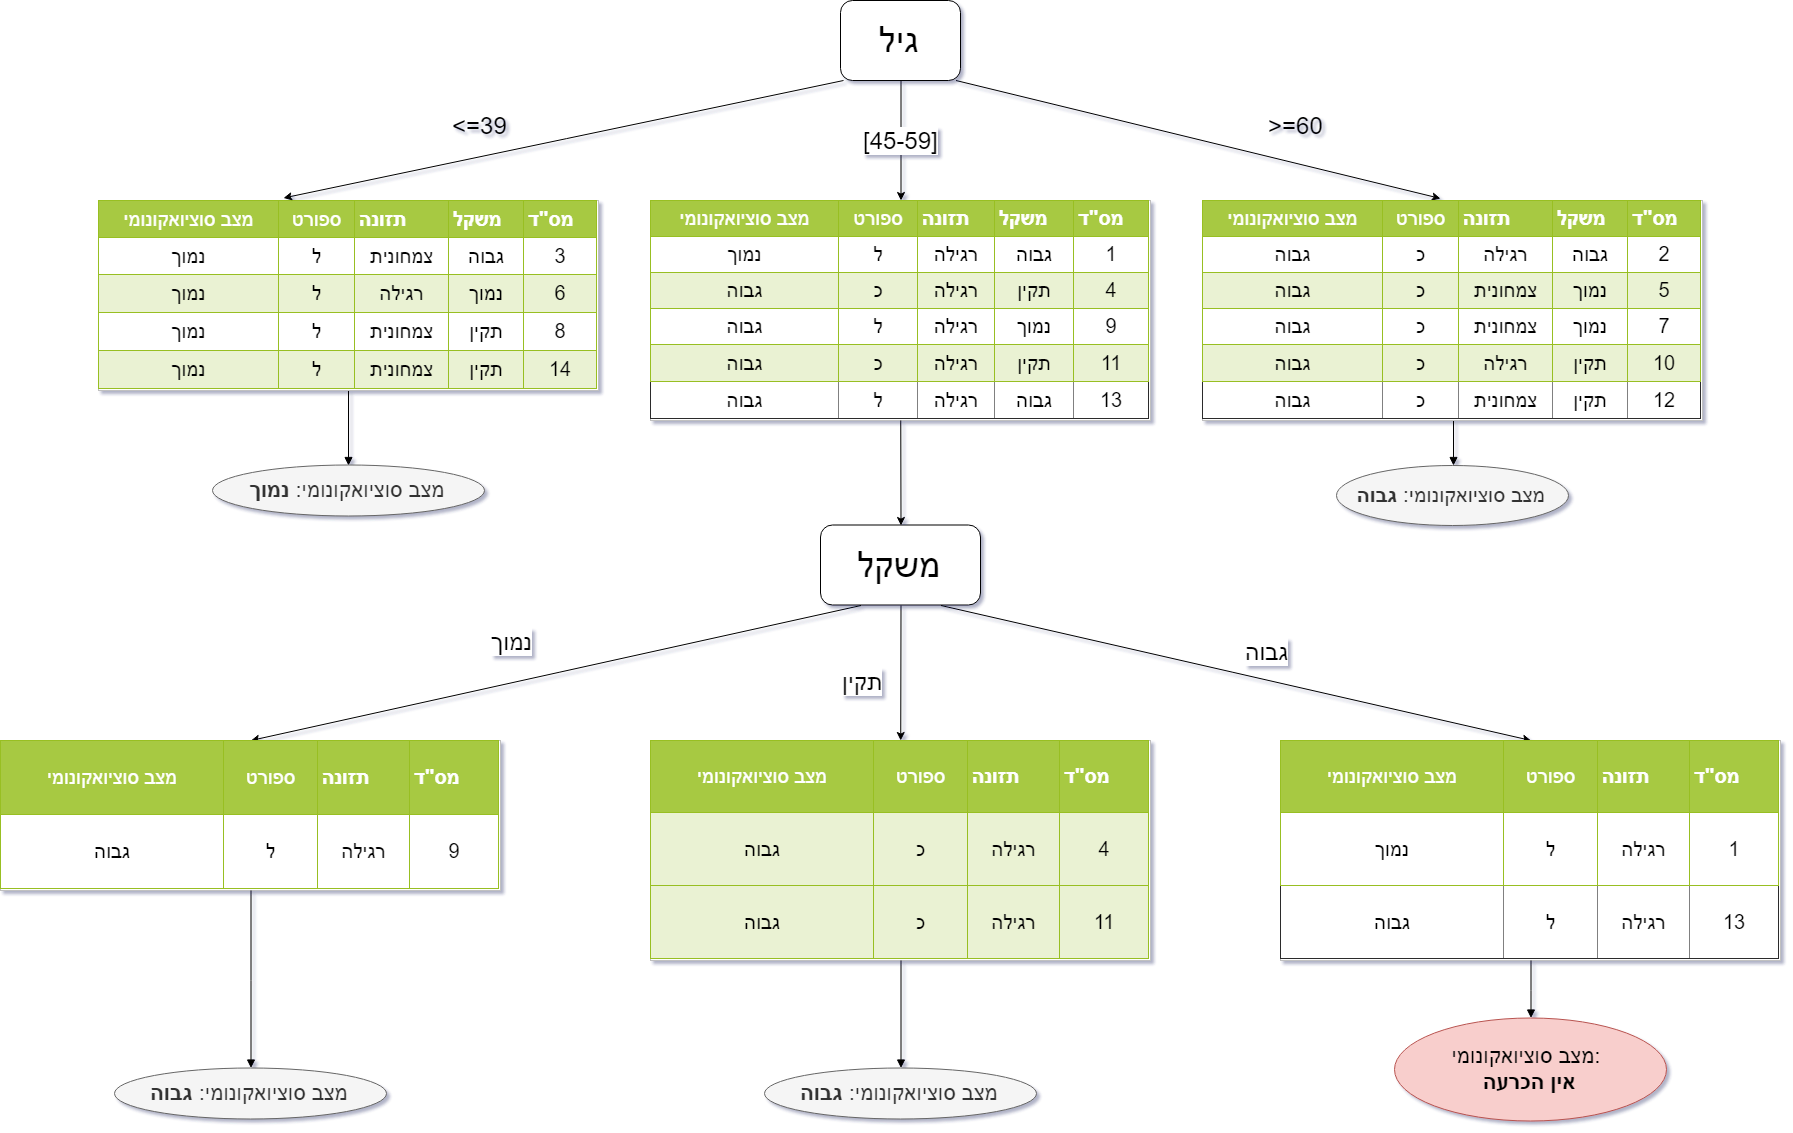 גיל
<=39
[45-59]
>=60
מס"ד משקל תזונה ספורט מצב סוציואקונומי
2 גבוה רגילה כ גבוה
5 נמוך צמחונית כ גבוה
7 נמוך צמחונית כ גבוה
10 תקין רגילה כ גבוה
12 תקין צמחונית כ גבוה
מצב סוציואקונומי: גבוה
מס"ד משקל תזונה ספורט מצב סוציואקונומי
1 גבוה רגילה ל נמוך
4 תקין רגילה כ גבוה
9 נמוך רגילה ל גבוה
11 תקין רגילה כ גבוה
13 גבוה רגילה ל גבוה
מס"ד משקל תזונה ספורט מצב סוציואקונומי
3 גבוה צמחונית ל נמוך
6 נמוך רגילה ל נמוך
8 תקין צמחונית ל נמוך
14 תקין צמחונית ל נמוך
מצב סוציואקונומי: נמוך
משקל
גבוה
תקין
נמוך
מס"ד תזונה ספורט מצב סוציואקונומי
1 רגילה ל נמוך
13 רגילה ל גבוה
מצב סוציואקונומי:
אין הכרעה
מס"ד תזונה ספורט מצב סוציואקונומי
4 רגילה כ גבוה
11 רגילה כ גבוה
מצב סוציואקונומי: גבוה
מס"ד תזונה ספורט מצב סוציואקונומי
9 רגילה ל גבוה
מצב סוציואקונומי: גבוה